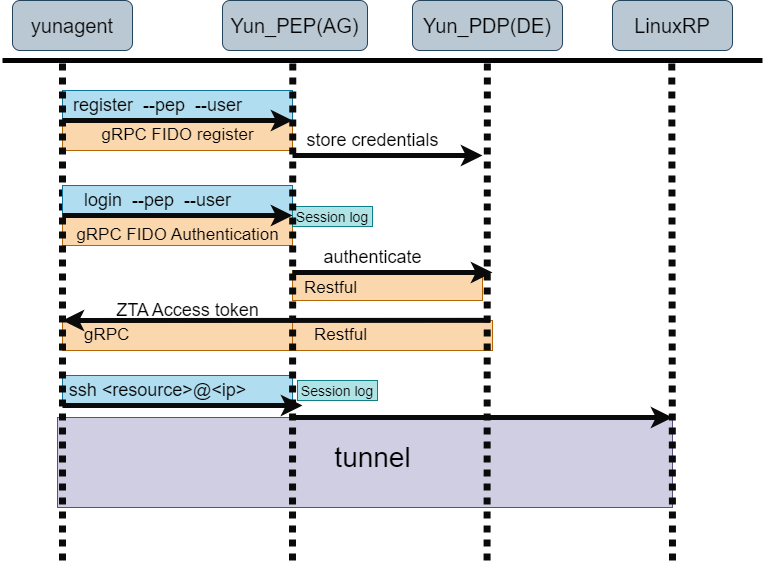 yunagent
Yun_PEP(AG)
Yun_PDP(DE)
LinuxRP
register --pep --user
gRPC FIDO register
store credentials
login --pep --user
Session log
gRPC FIDO Authentication
authenticate
Restful
ZTA Access token
gRPC
Restful
ssh <resource>@<ip>
Session log
tunnel